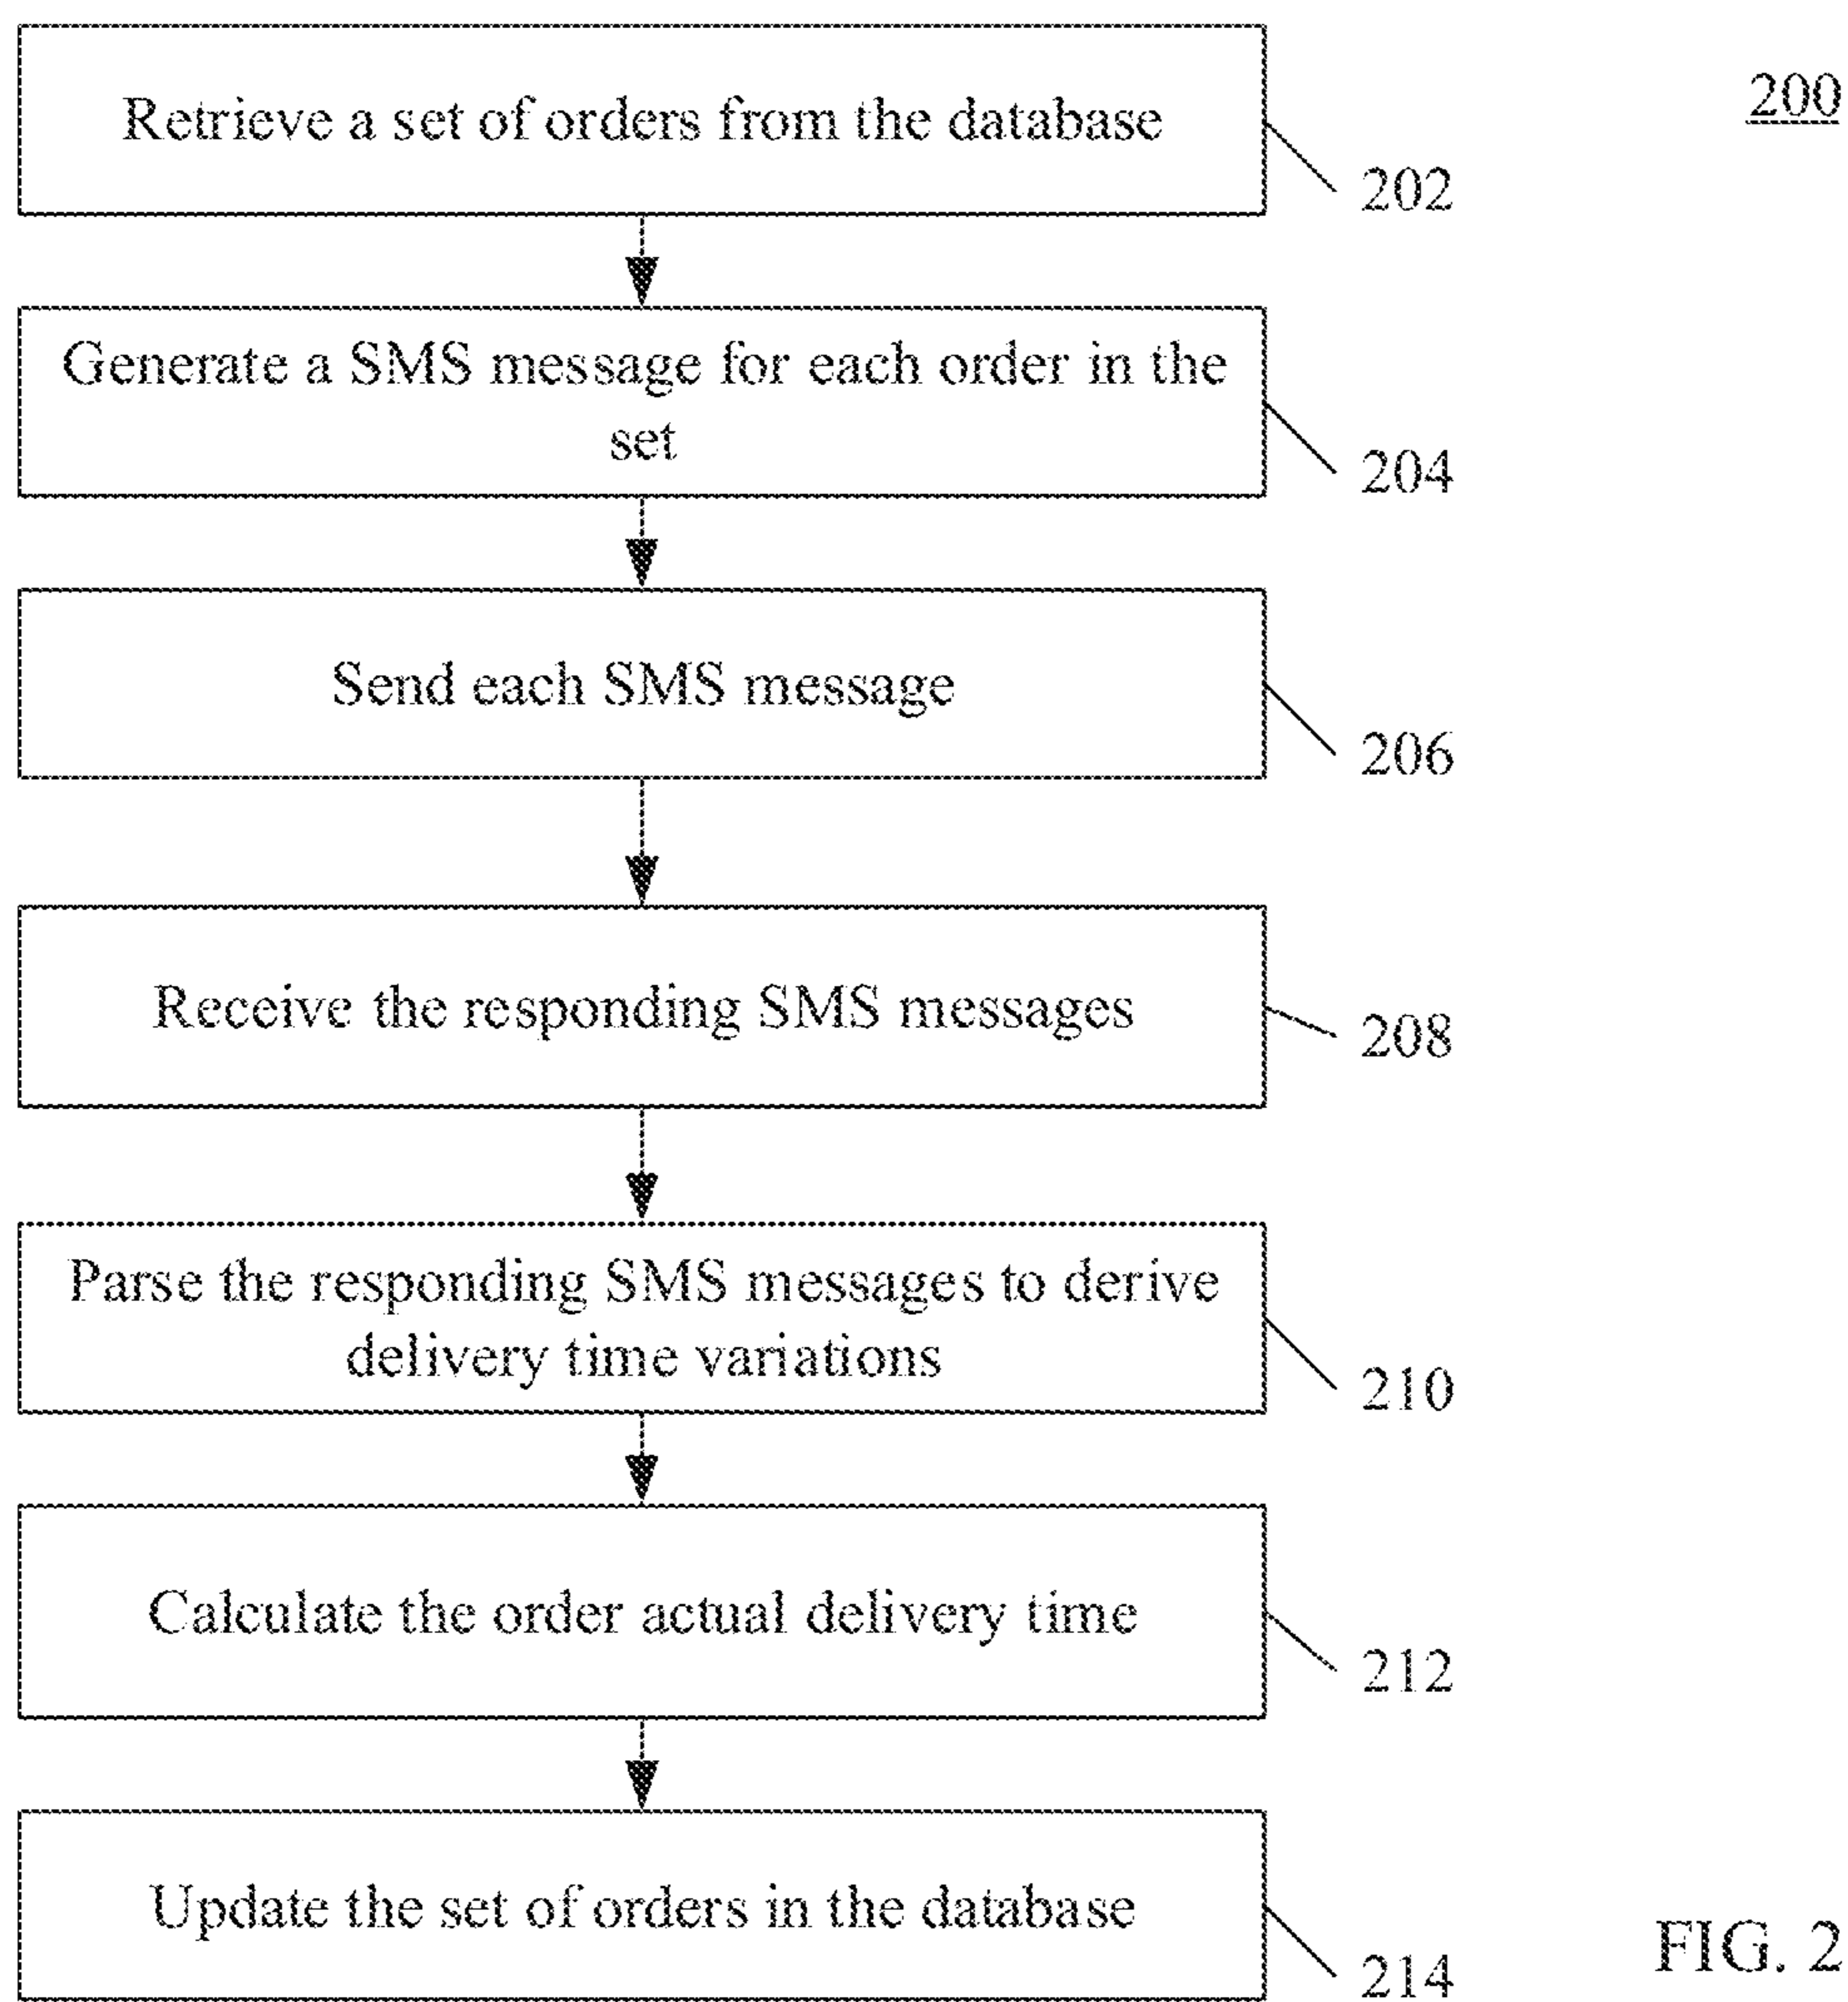 Retrieve a set of orders from the database
200
202
Generate a SMS message for each order in the
set
204
Send each SMS message
206
Receive the responding SMS messages
208
Parse the responding SMS messages to derive
delivery time variations
210
Calculate the order actual delivery time
212
Update the set of orders in the database
214
FIG. 2